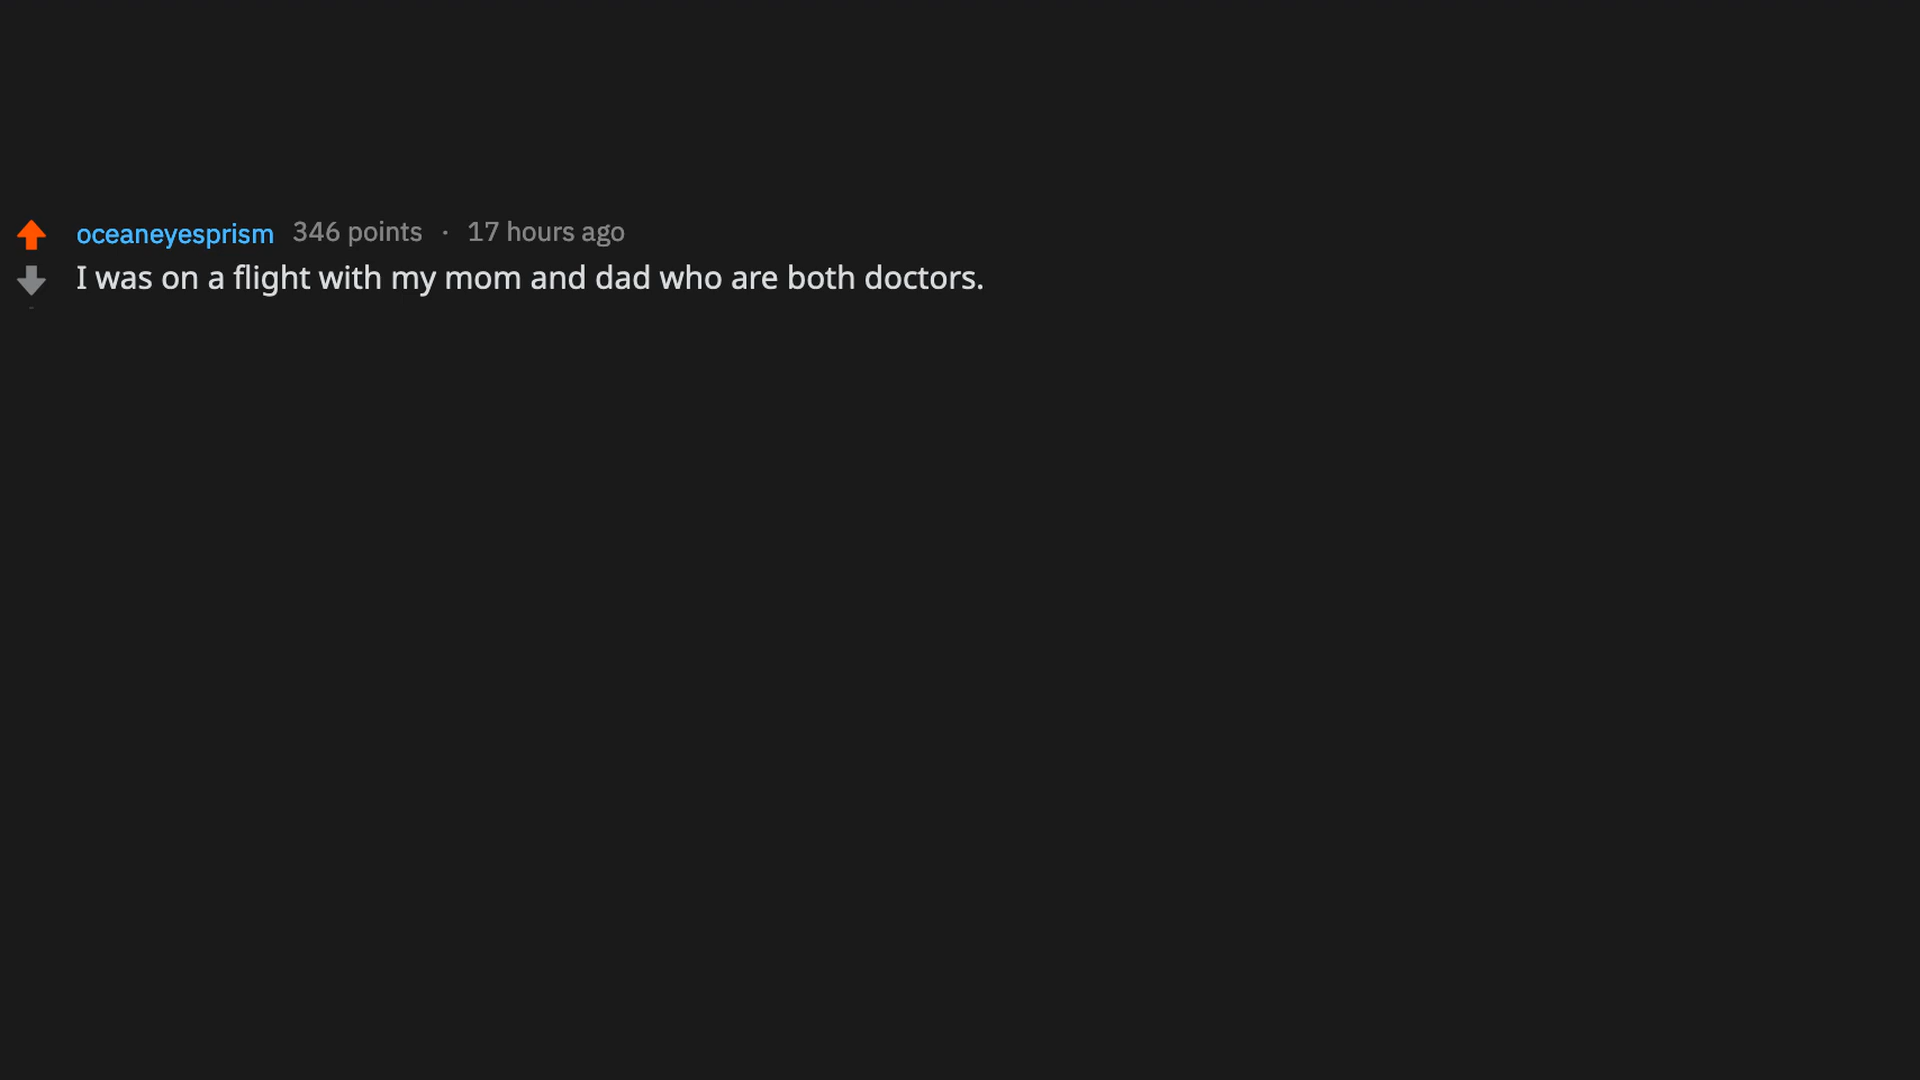 oceaneyesprism 346 points · 17 hours ago
I was on a flight with my mom and dad who are both doctors.